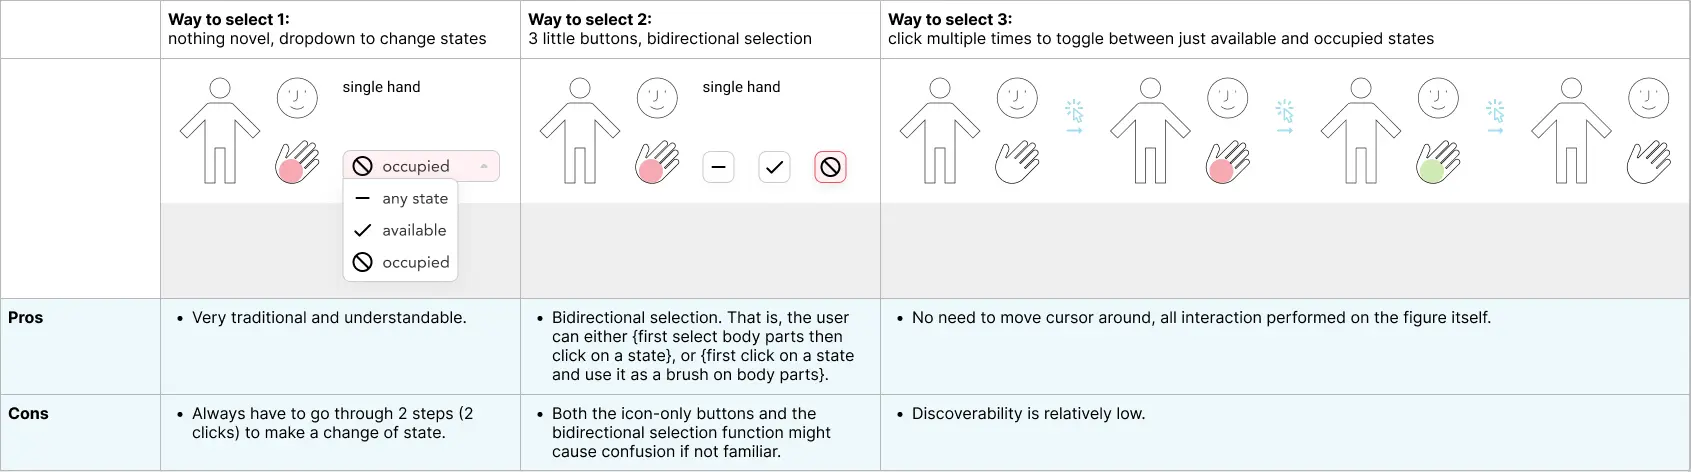 Way to select 1:
nothing novel, dropdown to change states
Way to select 2:
3 little buttons, bidirectional selection
Way to select 3:
click multiple times to toggle between just available and occupied states
single hand
occupied
any state
available
occupied
single hand
Pros
• Very traditional and understandable.
• Bidirectional selection. That is, the user
can either {first select body parts then
click on a state}, or {first click on a state
and use it as a brush on body parts}.
• No need to move cursor around, all interaction performed on the figure itself.
Cons
• Always have to go through 2 steps (2
clicks) to make a change of state.
• Both the icon-only buttons and the
bidirectional selection function might
cause confusion if not familiar.
• Discoverability is relatively low.